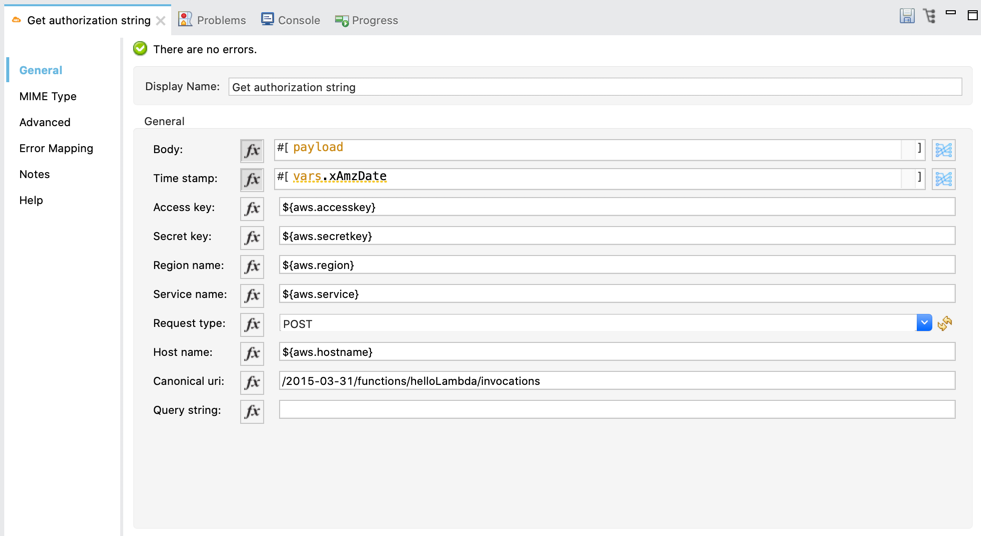 Get authorization string Problems Console Progress
There are no errors.
General
MIME Type
Advanced
Error Mapping
Notes
Help
Display Name: Get authorization string
General
Body: fx #[ payload ]
Time stamp: fx #[ vars.xAmzDate ]
Access key: fx ${aws.accesskey}
Secret key: fx ${aws.secretkey}
Region name: fx ${aws.region}
Service name: fx ${aws.service}
Request type: fx POST
Host name: fx ${aws.hostname}
Canonical uri: fx /2015-03-31/functions/helloLambda/invocations
Query string: fx